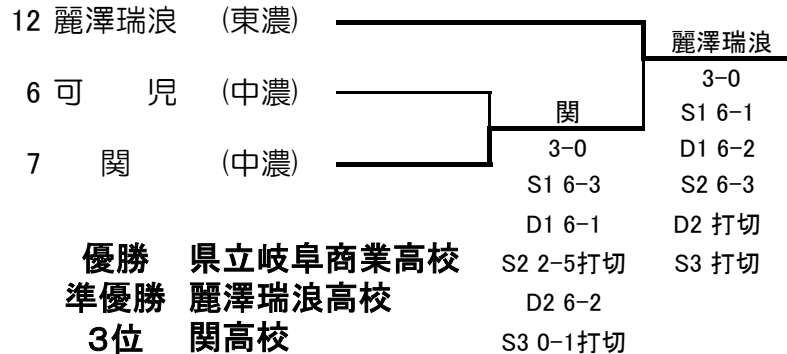 12 麗澤瑞浪 (東濃)
麗澤瑞浪
3-0
S1 6-1
D1 6-2
S2 6-3
D2 打切
S3 打切
6 可 児 (中濃)
7 関 (中濃)
関
3-0
S1 6-3
D1 6-1
S2 2-5打切
D2 6-2
S3 0-1打切
優勝 県立岐阜商業高校
準優勝 麗澤瑞浪高校
3位 関高校